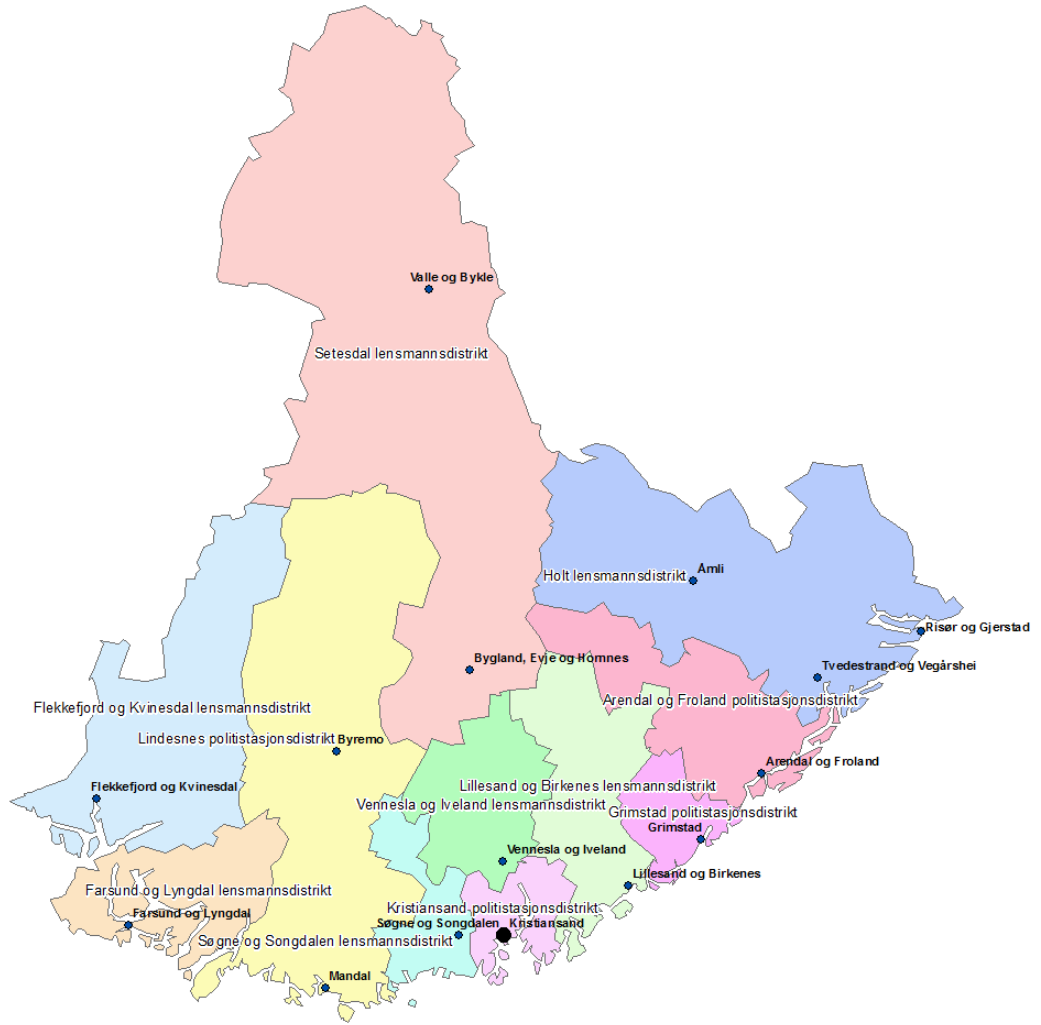 Valle og Bykle
Setesdal lensmannsdistrikt
Åmli
Holt lensmannsdistrikt
Risør og Gjerstad
Bygland, Evje og Hornnes
Tvedestrand og Vegårshei
Arendal og Froland politistasjonsdistrikt
Flekkefjord og Kvinesdal lensmannsdistrikt
Lindesnes politistasjonsdistrikt
Byremo
Arendal og Froland
Flekkefjord og Kvinesdal
Lillesand og Birkenes lensmannsdistrikt
Vennesla og Iveland lensmannsdistrikt
Grimstad politistasjonsdistrikt
Grimstad
Vennesla og Iveland
Lillesand og Birkenes
Farsund og Lyngdal lensmannsdistrikt
Kristiansand politistasjonsdistrikt
Farsund og Lyngdal
Søgne og Songdalen
Kristiansand
Søgne og Songdalen lensmannsdistrikt
Mandal